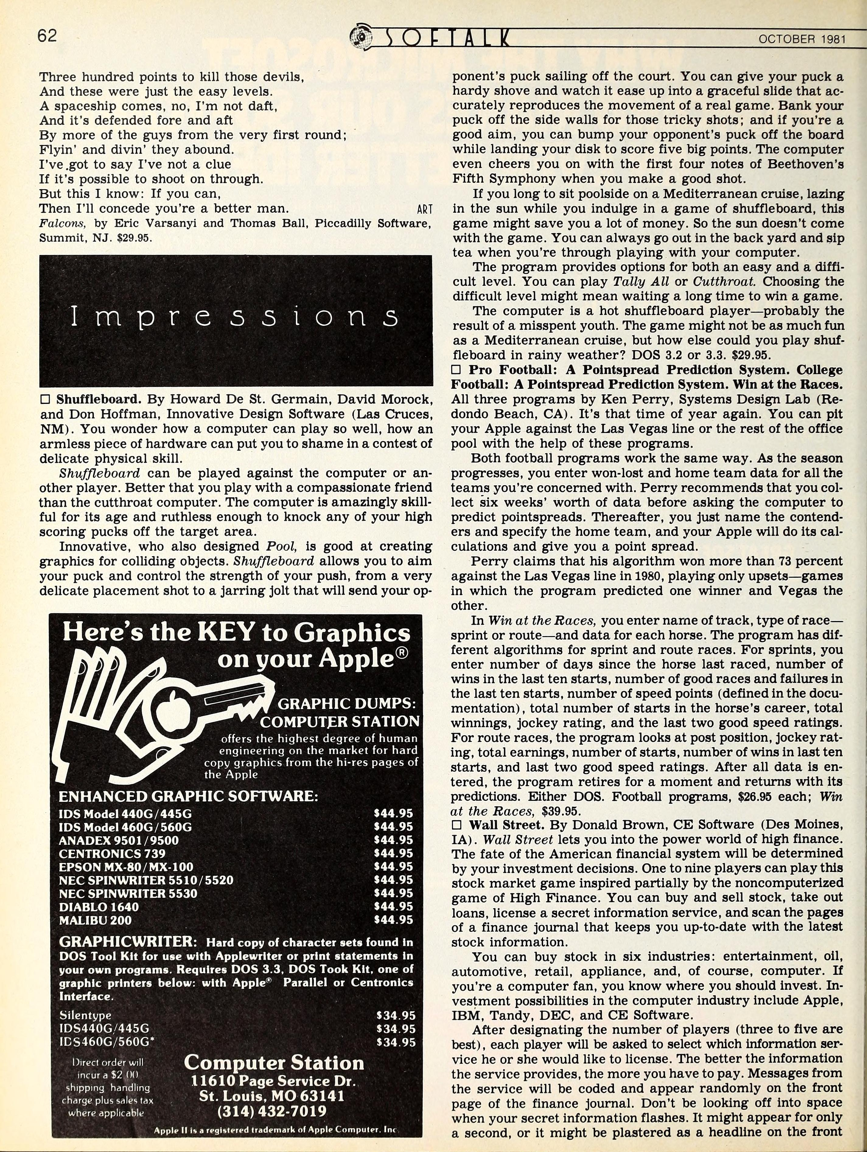 62
SOFTALK
OCTOBER 1981
Three hundred points to kill those devils,
And these were just the easy levels.
A spaceship comes, no, I'm not daft,
And it's defended fore and aft
By more of the guys from the very first round;
Flyin' and divin' they abound.
I've got to say I've not a clue
If it's possible to shoot on through.
But this I know: If you can,
Then I'll concede you're a better man. ART
Falcons, by Eric Varsanyi and Thomas Ball, Piccadilly Software,
Summit, NJ. $29.95.
Impressions
□ Shuffleboard. By Howard De St. Germain, David Morock,
and Don Hoffman, Innovative Design Software (Las Cruces,
NM). You wonder how a computer can play so well, how an
armless piece of hardware can put you to shame in a contest of
delicate physical skill.
Shuffleboard can be played against the computer or an-
other player. Better that you play with a compassionate friend
than the cutthroat computer. The computer is amazingly skill-
ful for its age and ruthless enough to knock any of your high
scoring pucks off the target area.
Innovative, who also designed Pool, is good at creating
graphics for colliding objects. Shuffleboard allows you to aim
your puck and control the strength of your push, from a very
delicate placement shot to a jarring jolt that will send your op-
Here's the KEY to Graphics
on your Apple®
GRAPHIC DUMPS:
COMPUTER STATION
offers the highest degree of human
engineering on the market for hard
copy graphics from the hi-res pages of
the Apple
ENHANCED GRAPHIC SOFTWARE:
IDS Model 440G/445G $44.95
IDS Model 460G/560G $44.95
ANADEX 9501/9500 $44.95
CENTRONICS 739 $44.95
EPSON MX-80/MX-100 $44.95
NEC SPINWRITER 5510/5520 $44.95
NEC SPINWRITER 5530 $44.95
DIABLO 1640 $44.95
MALIBU 200 $44.95
GRAPHICWRITER: Hard copy of character sets found in
DOS Tool Kit for use with Applewriter or print statements in
your own programs. Requires DOS 3.3, DOS Took Kit, one of
graphic printers below: with Apple® Parallel or Centronics
Interface.
Silentype $34.95
IDS440G/445G $34.95
IDS460G/560G* $34.95
Direct order will
incur a $2.00
shipping handling
charge plus sales tax
where applicable
Computer Station
11610 Page Service Dr.
St. Louis, MO 63141
(314) 432-7019
Apple II is a registered trademark of Apple Computer, Inc.
ponent's puck sailing off the court. You can give your puck a
hardy shove and watch it ease up into a graceful slide that ac-
curately reproduces the movement of a real game. Bank your
puck off the side walls for those tricky shots; and if you're a
good aim, you can bump your opponent's puck off the board
while landing your disk to score five big points. The computer
even cheers you on with the first four notes of Beethoven's
Fifth Symphony when you make a good shot.
If you long to sit poolside on a Mediterranean cruise, lazing
in the sun while you indulge in a game of shuffleboard, this
game might save you a lot of money. So the sun doesn't come
with the game. You can always go out in the back yard and sip
tea when you're through playing with your computer.
The program provides options for both an easy and a diffi-
cult level. You can play Tally All or Cutthroat. Choosing the
difficult level might mean waiting a long time to win a game.
The computer is a hot shuffleboard player—probably the
result of a misspent youth. The game might not be as much fun
as a Mediterranean cruise, but how else could you play shuf-
fleboard in rainy weather? DOS 3.2 or 3.3. $29.95.
□ Pro Football: A Pointspread Prediction System. College
Football: A Pointspread Prediction System. Win at the Races.
All three programs by Ken Perry, Systems Design Lab (Re-
dondo Beach, CA). It's that time of year again. You can pit
your Apple against the Las Vegas line or the rest of the office
pool with the help of these programs.
Both football programs work the same way. As the season
progresses, you enter won-lost and home team data for all the
teams you're concerned with. Perry recommends that you col-
lect six weeks' worth of data before asking the computer to
predict pointspreads. Thereafter, you just name the contend-
ers and specify the home team, and your Apple will do its cal-
culations and give you a point spread.
Perry claims that his algorithm won more than 73 percent
against the Las Vegas line in 1980, playing only upsets—games
in which the program predicted one winner and Vegas the
other.
In Win at the Races, you enter name of track, type of race—
sprint or route—and data for each horse. The program has dif-
ferent algorithms for sprint and route races. For sprints, you
enter number of days since the horse last raced, number of
wins in the last ten starts, number of good races and failures in
the last ten starts, number of speed points (defined in the docu-
mentation), total number of starts in the horse's career, total
winnings, jockey rating, and the last two good speed ratings.
For route races, the program looks at post position, jockey rat-
ing, total earnings, number of starts, number of wins in last ten
starts, and last two good speed ratings. After all data is en-
tered, the program retires for a moment and returns with its
predictions. Either DOS. Football programs, $26.95 each; Win
at the Races, $39.95.
□ Wall Street. By Donald Brown, CE Software (Des Moines,
IA). Wall Street lets you into the power world of high finance.
The fate of the American financial system will be determined
by your investment decisions. One to nine players can play this
stock market game inspired partially by the noncomputerized
game of High Finance. You can buy and sell stock, take out
loans, license a secret information service, and scan the pages
of a finance journal that keeps you up-to-date with the latest
stock information.
You can buy stock in six industries: entertainment, oil,
automotive, retail, appliance, and, of course, computer. If
you're a computer fan, you know where you should invest. In-
vestment possibilities in the computer industry include Apple,
IBM, Tandy, DEC, and CE Software.
After designating the number of players (three to five are
best), each player will be asked to select which information ser-
vice he or she would like to license. The better the information
the service provides, the more you have to pay. Messages from
the service will be coded and appear randomly on the front
page of the finance journal. Don't be looking off into space
when your secret information flashes. It might appear for only
a second, or it might be plastered as a headline on the front